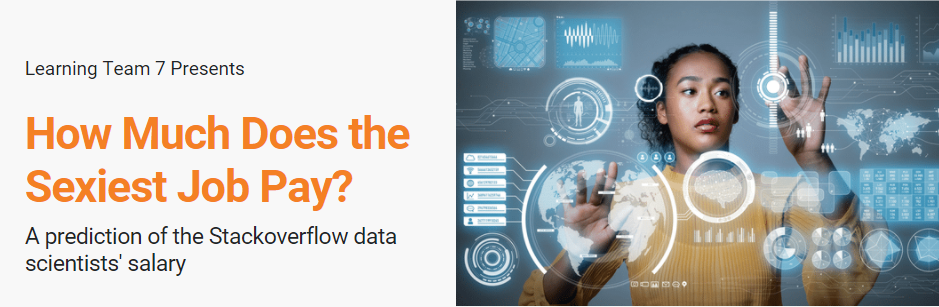 Learning Team 7 Presents
How Much Does the
Sexiest Job Pay?
A prediction of the Stackoverflow data
scientists' salary